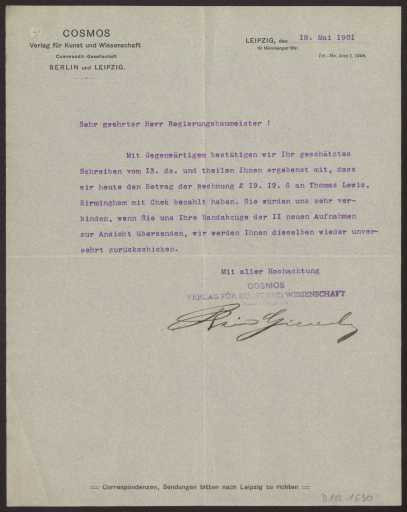 COSMOS
Verlag für Kunst und Wissenschaft
Commandit-Gesellschaft
BERLIN und LEIPZIG.
LEIPZIG, den 18. Mai 1901
Sehr geehrter Herr Regierungsbaumeister !
Mit Gegenwärtigem bestätigen wir Ihr geschätztes
Schreiben vom 13. ds. und theilen Ihnen ergebenst mit, dass
wir heute den Betrag der Rechnung £ 19. 12. 6 an Thomas Lewis,
Birmingham mit Chek bezahlt haben. Sie würden uns sehr ver-
binden, wenn Sie uns Ihre Handabzüge der II neuen Aufnahmen
zur Ansicht übersenden, wir werden Ihnen dieselben wieder unver-
sehrt zurückschicken.
Mit aller Hochachtung
COSMOS
VERLAG FÜR KUNST UND WISSENSCHAFT
Correspondenzen, Sendungen bitten nach Leipzig zu richten